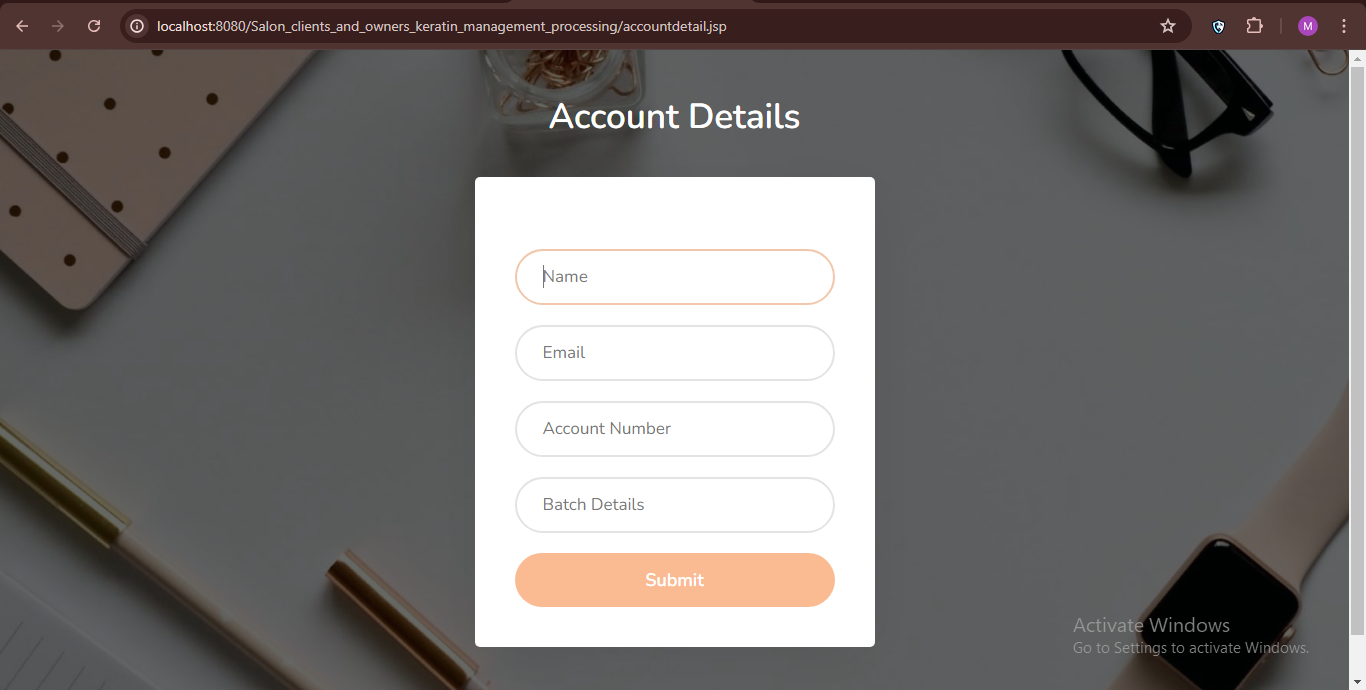 localhost:8080/Salon_clients_and_owners_keratin_management_processing/accountdetail.jsp
M
Account Details
Name
Email
Account Number
Batch Details
Submit
Activate Windows
Go to Settings to activate Windows.